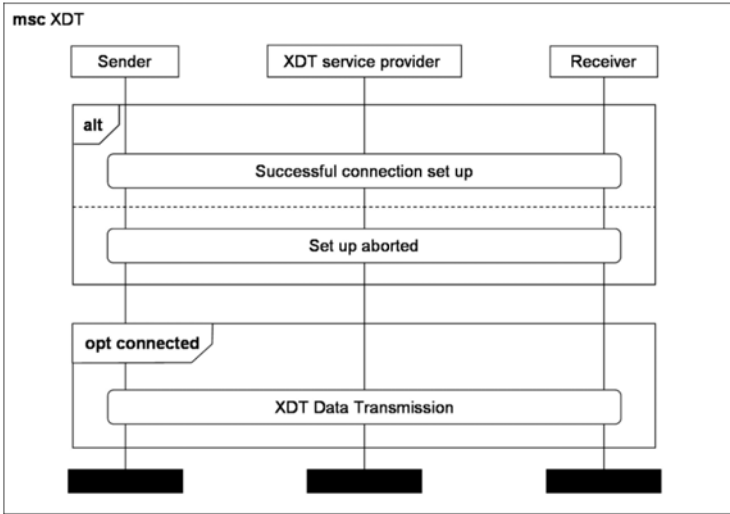 msc XDT
Sender
XDT service provider
Receiver
alt
Successful connection set up
Set up aborted
opt connected
XDT Data Transmission